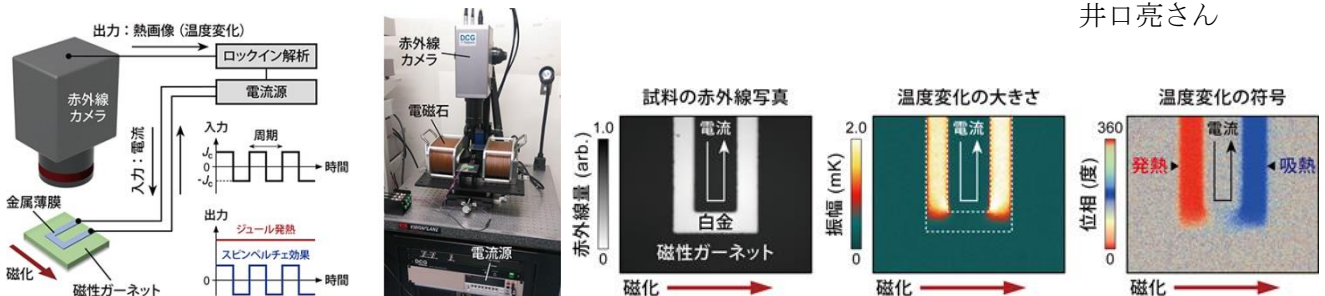 井口亮さん
出力：熱画像（温度変化）
ロックイン解析
電流源
赤外線
カメラ
入力：電流
入力
周期
Jc
0
-Jc
時間
金属薄膜
磁化
磁性ガーネット
出力
ジュール発熱
スピンペルチェ効果
0
時間
DCG
赤外線
カメラ
電磁石
電流源
試料の赤外線写真
1.0
赤外線量 (arb.)
0
電流
白金
磁性ガーネット
磁化
温度変化の大きさ
2.0
振幅 (mK)
0
電流
磁化
温度変化の符号
360
位相 (度)
0
電流
発熱
吸熱
磁化